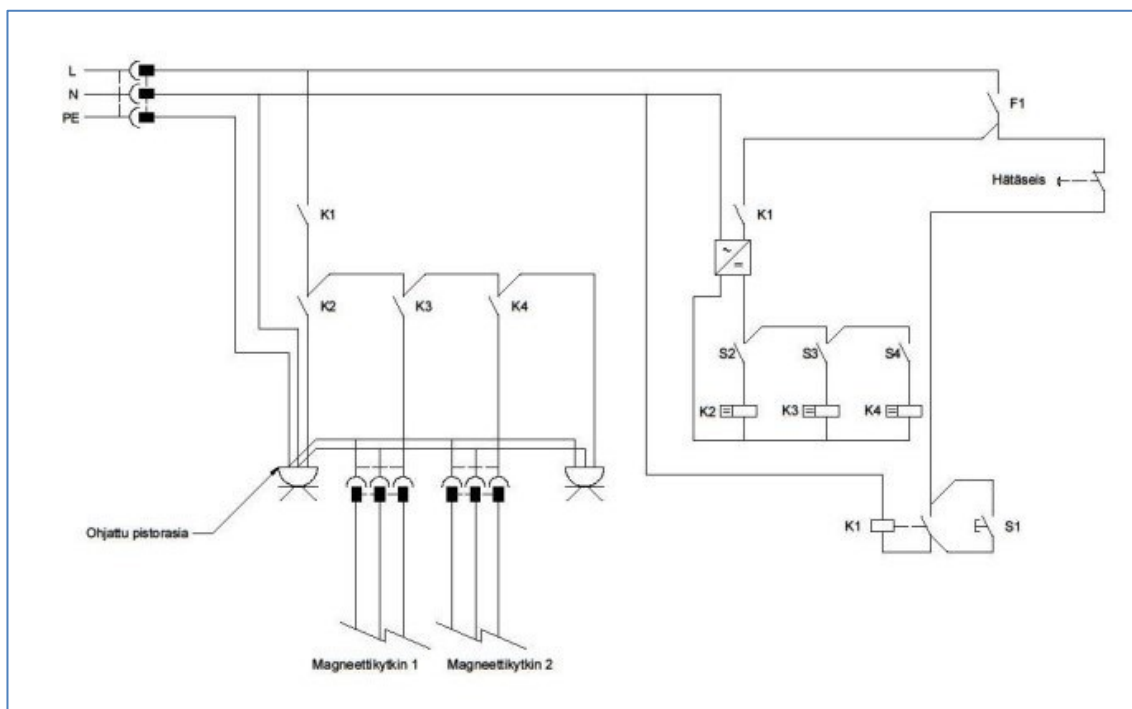 L
N
PE
F1
Hätäseis
K1
K1
K2
K3
K4
S2
S3
S4
K2
K3
K4
K1
S1
Ohjattu pistorasia
Magneettikytkin 1
Magneettikytkin 2